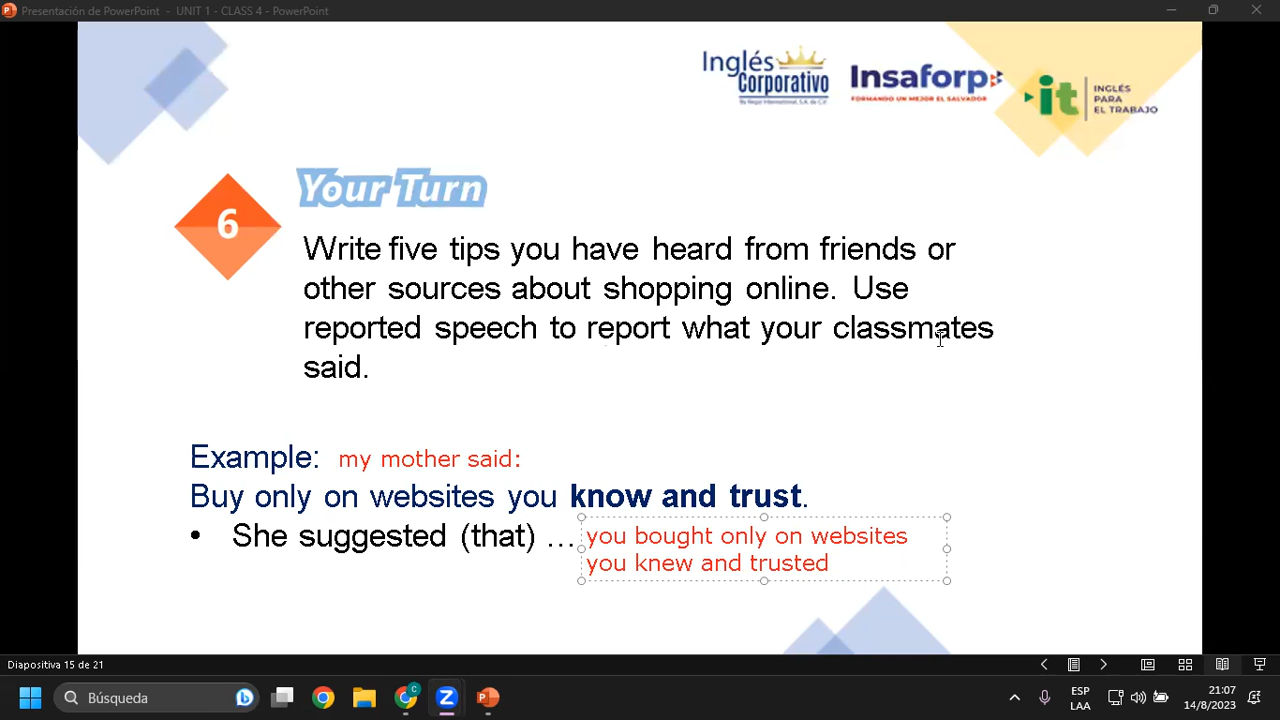 Presentación de PowerPoint - UNIT 1 - CLASS 4 - PowerPoint
Inglés
Corporativo
By Regal International, S.A. de C.V.
Insaforp
FORMANDO UN MEJOR EL SALVADOR
it
INGLÉS
PARA
EL TRABAJO
Your Turn
6
Write five tips you have heard from friends or
other sources about shopping online. Use
reported speech to report what your classmates
said.
Example: my mother said:
Buy only on websites you know and trust.
• She suggested (that) … you bought only on websites
you knew and trusted
Diapositiva 15 de 21
Búsqueda
ESP
LAA
21:07
14/8/2023